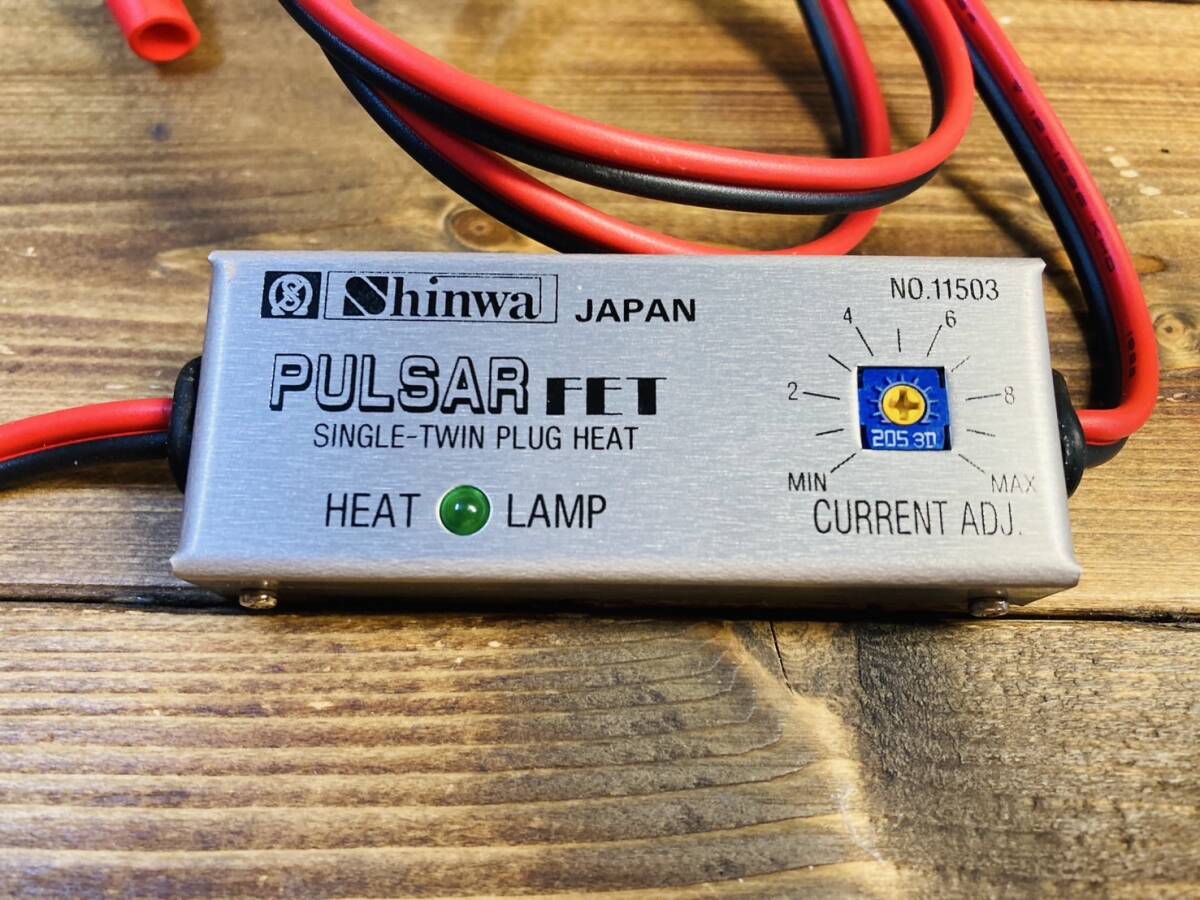 Shinwa JAPAN
NO.11503
PULSAR FET
SINGLE-TWIN PLUG HEAT
HEAT LAMP
4 6
2 8
205 3D
MIN MAX
CURRENT ADJ.